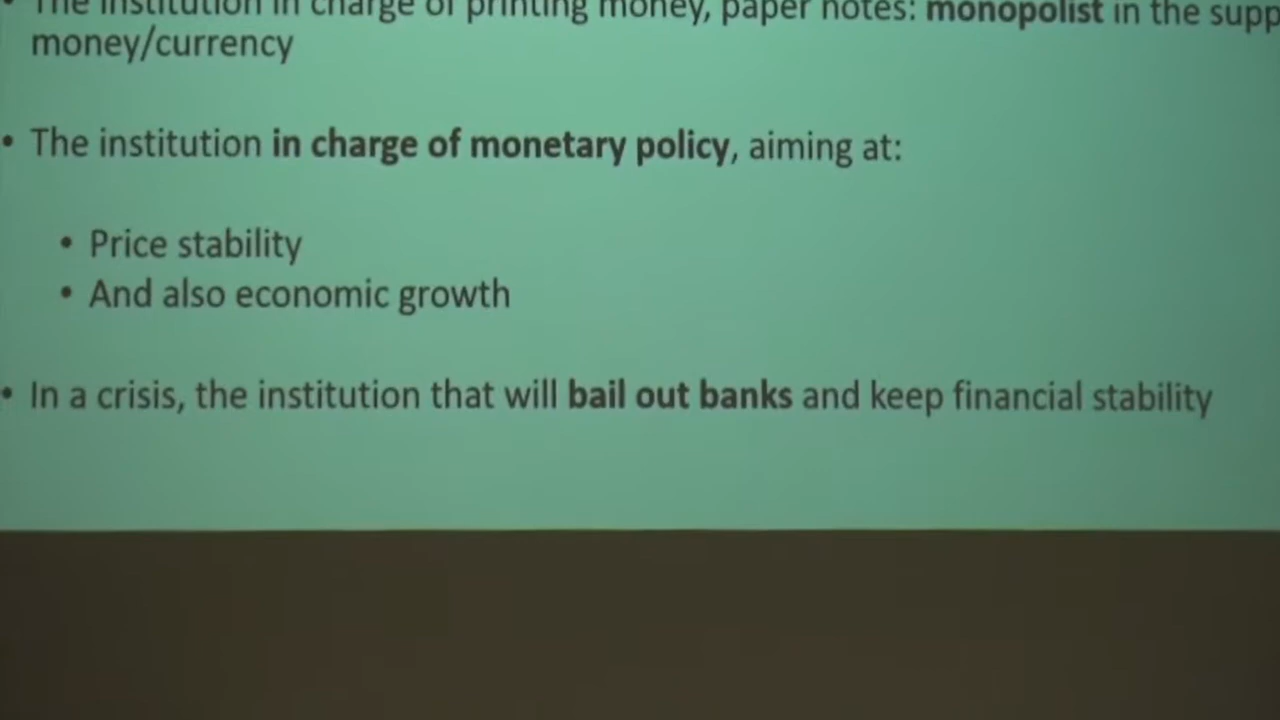 • The institution in charge of printing money, paper notes: monopolist in the
money/currency
• The institution in charge of monetary policy, aiming at:
• Price stability
• And also economic growth
• In a crisis, the institution that will bail out banks and keep financial stability